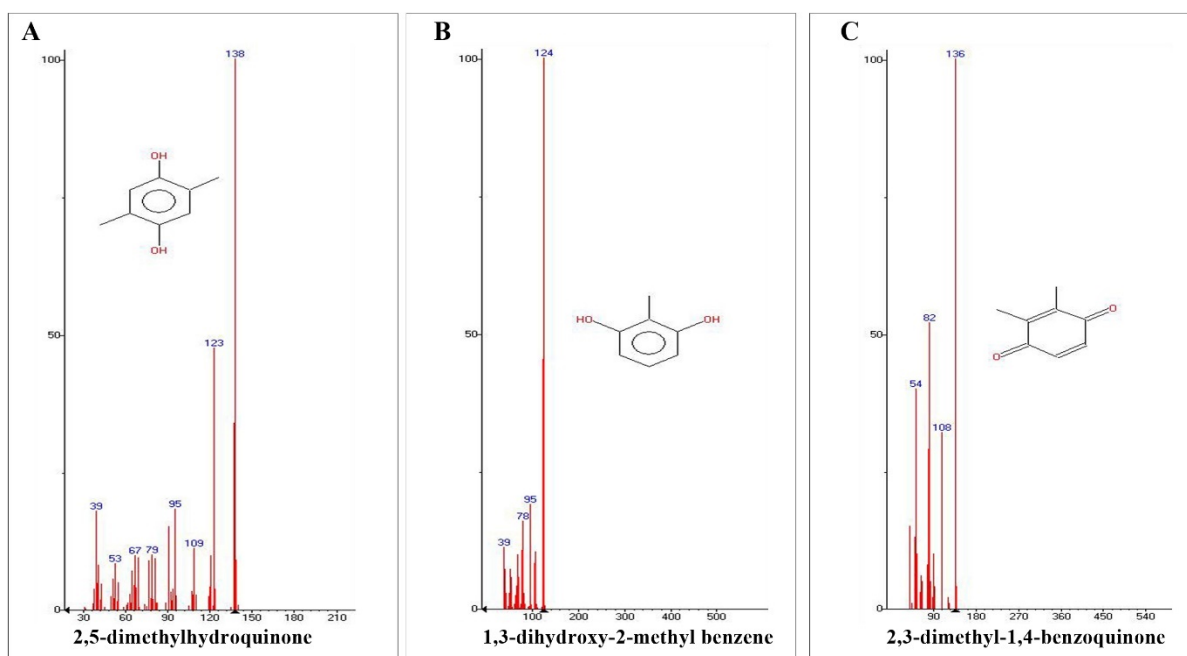 A
100
138
OH
OH
50
123
39
53
67
79
95
109
0
30 60 90 120 150 180 210
2,5-dimethylhydroquinone
B
100
124
HO
OH
50
95
78
39
0
100 200 300 400 500
1,3-dihydroxy-2-methyl benzene
C
100
136
O
O
82
50
54
108
0
90 180 270 360 450 540
2,3-dimethyl-1,4-benzoquinone